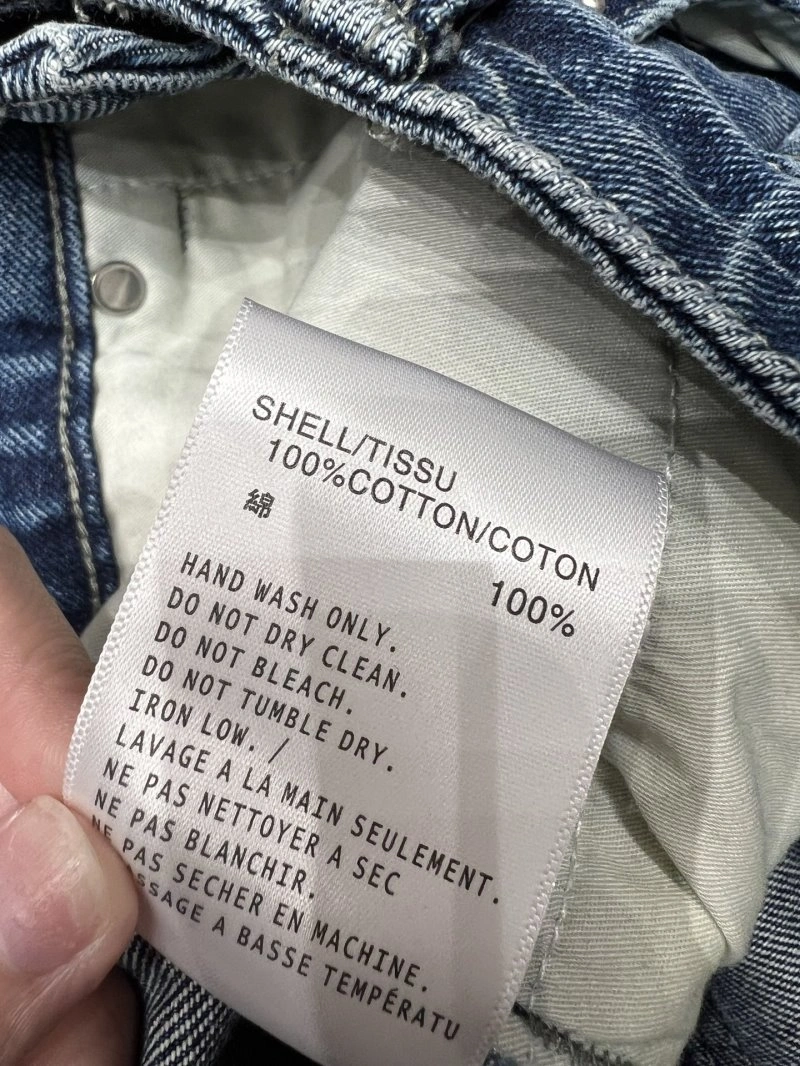 SHELL/TISSU
100%COTTON/COTON
綿 100%
HAND WASH ONLY.
DO NOT DRY CLEAN.
DO NOT BLEACH.
DO NOT TUMBLE DRY.
IRON LOW. /
LAVAGE A LA MAIN SEULEMENT.
NE PAS NETTOYER A SEC
NE PAS BLANCHIR.
NE PAS SECHER EN MACHINE.
SSAGE A BASSE TEMPÉRATU